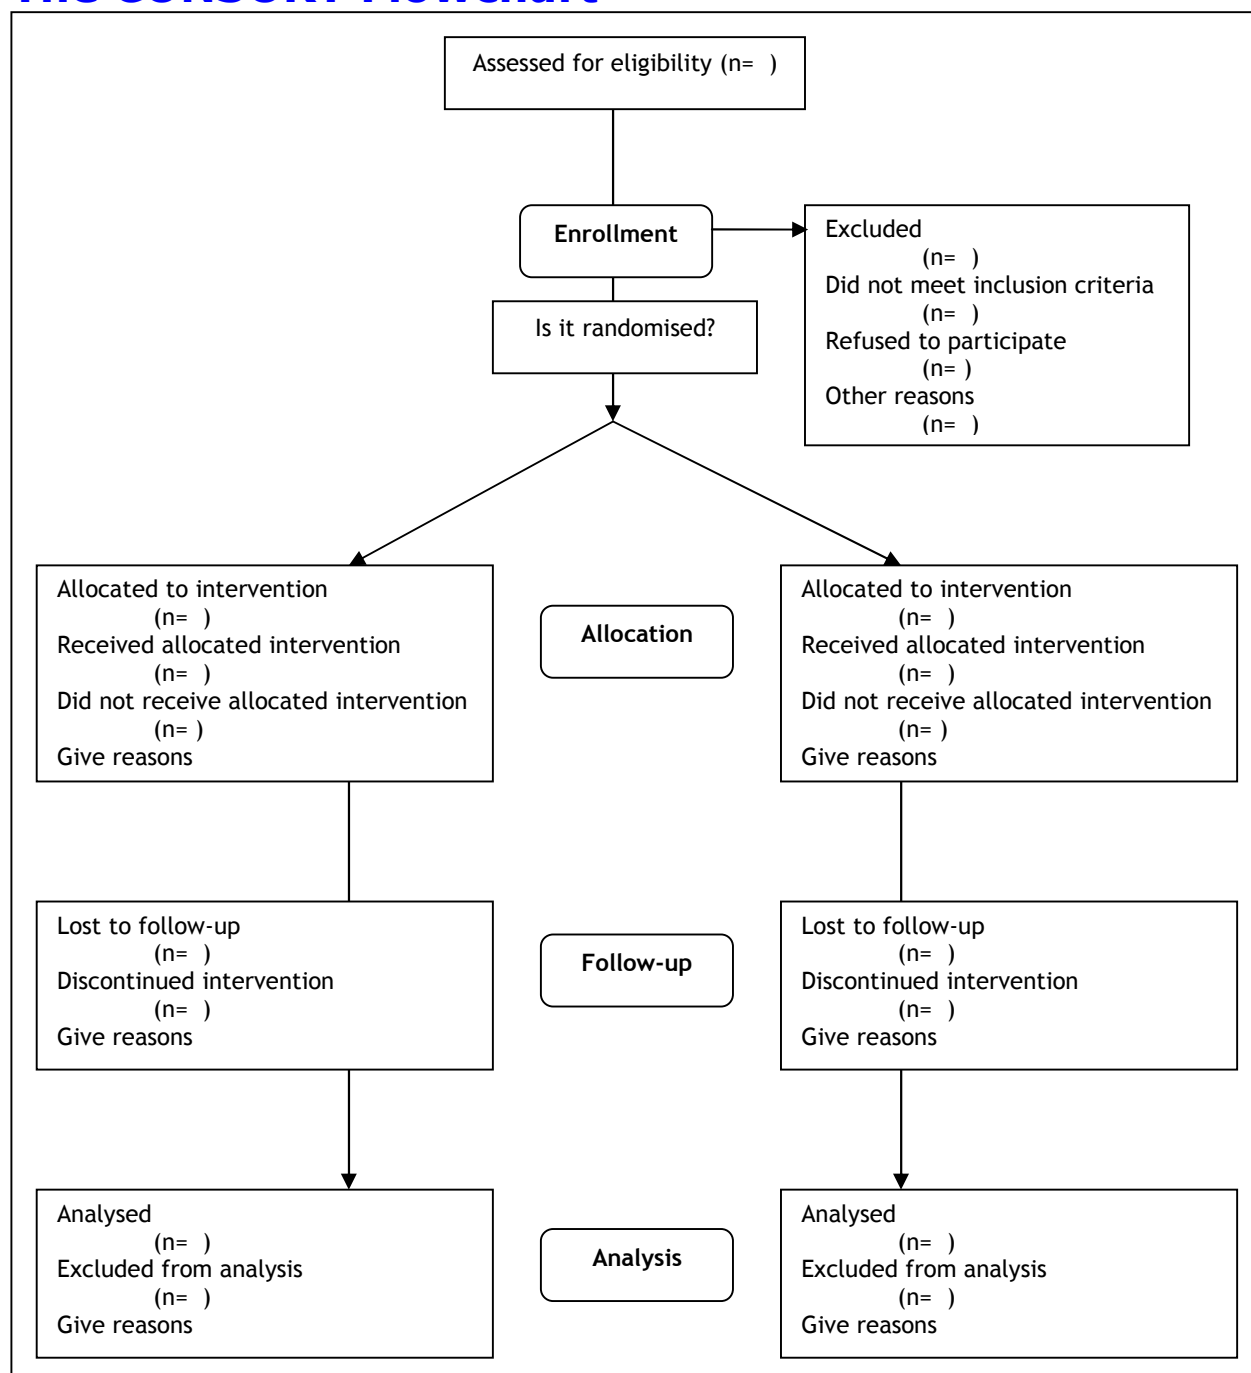 The CONSORT Flowchart
Assessed for eligibility (n=  )
Enrollment
Excluded
(n=  )
Did not meet inclusion criteria
(n=  )
Refused to participate
(n= )
Other reasons
(n=  )
Is it randomised?
Allocated to intervention
(n=  )
Received allocated intervention
(n=  )
Did not receive allocated intervention
(n= )
Give reasons
Allocation
Allocated to intervention
(n=  )
Received allocated intervention
(n=  )
Did not receive allocated intervention
(n= )
Give reasons
Lost to follow-up
(n=  )
Discontinued intervention
(n=  )
Give reasons
Follow-up
Lost to follow-up
(n=  )
Discontinued intervention
(n=  )
Give reasons
Analysed
(n=  )
Excluded from analysis
(n=  )
Give reasons
Analysis
Analysed
(n=  )
Excluded from analysis
(n=  )
Give reasons